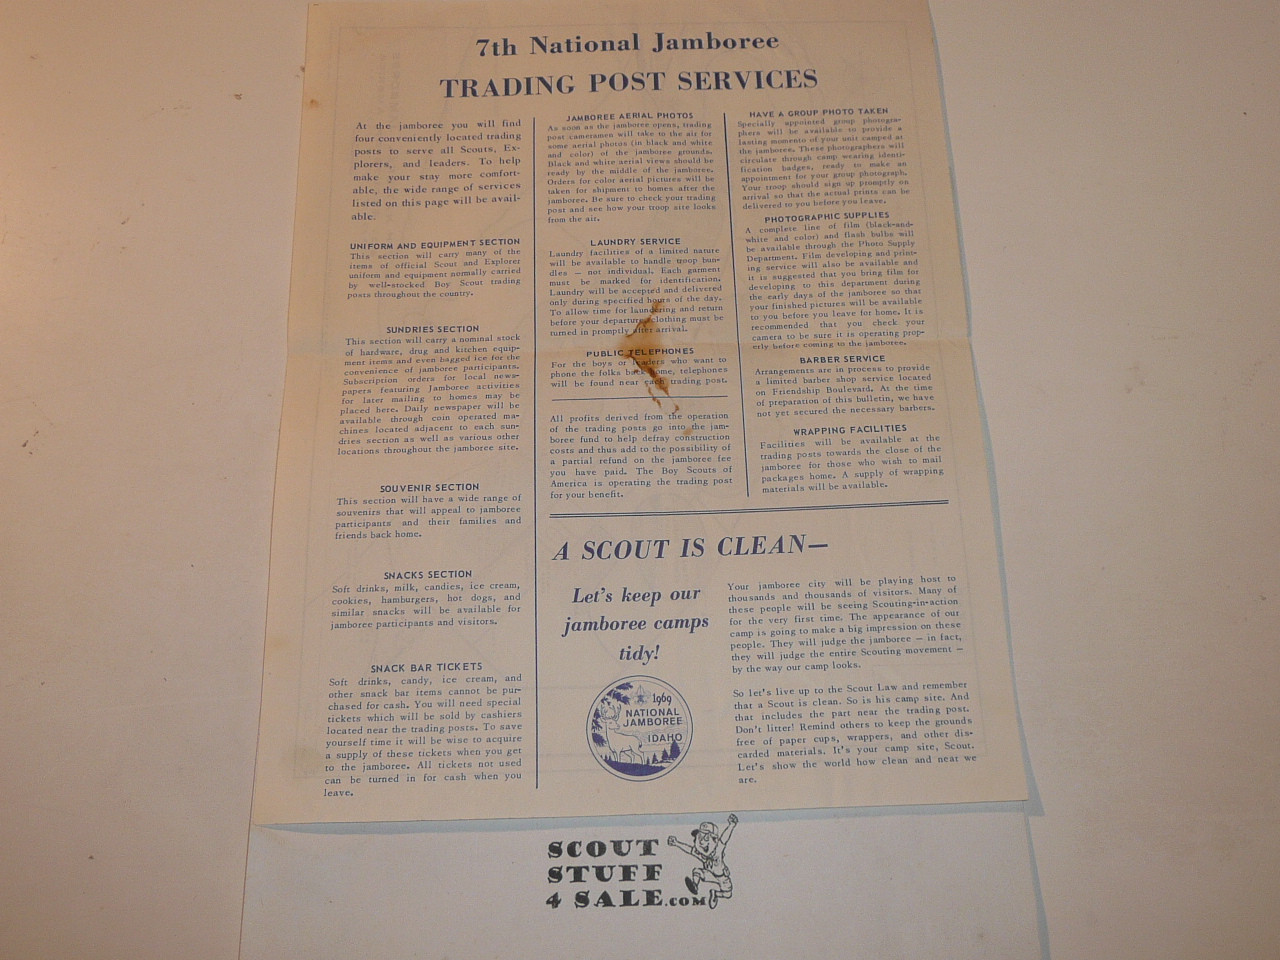 7th National Jamboree
TRADING POST SERVICES
At the jamboree you will find
four conveniently located trading
posts to serve all Scouts, Ex-
plorers, and leaders. To help
make your stay more comfort-
able, the wide range of services
listed on this page will be avail-
able.
UNIFORM AND EQUIPMENT SECTION
This section will carry many of the
items of official Scout and Explorer
uniform and equipment normally carried
by well-stocked Boy Scout trading
posts throughout the country.
SUNDRIES SECTION
This section will carry a nominal stock
of hardware, drug and kitchen equip-
ment items and even bagged ice for the
convenience of jamboree participants.
Subscription orders for local news-
papers featuring Jamboree activities
for later mailing to homes may be
placed here. Daily newspaper will be
available through coin operated ma-
chines located adjacent to each sun-
dries section as well as various other
locations throughout the jamboree site.
SOUVENIR SECTION
This section will have a wide range of
souvenirs that will appeal to jamboree
participants and their families and
friends back home.
SNACKS SECTION
Soft drinks, milk, candies, ice cream,
cookies, hamburgers, hot dogs, and
similar snacks will be available for
jamboree participants and visitors.
SNACK BAR TICKETS
Soft drinks, candy, ice cream, and
other snack bar items cannot be pur-
chased for cash. You will need special
tickets which will be sold by cashiers
located near the trading posts. To save
yourself time it will be wise to acquire
a supply of these tickets when you get
to the jamboree. All tickets not used
can be turned in for cash when you
leave.
JAMBOREE AERIAL PHOTOS
As soon as the jamboree opens, trading
post cameramen will take to the air for
some aerial photos (in black and white
and color) of the jamboree grounds.
Black and white aerial views should be
ready by the middle of the jamboree.
Orders for color aerial pictures will be
taken for shipment to homes after the
jamboree. Be sure to check your trading
post and see how your troop site looks
from the air.
LAUNDRY SERVICE
Laundry facilities of a limited nature
will be available to handle troop bun-
dles — not individual. Each garment
must be marked for identification.
Laundry will be accepted and delivered
only during specified hours of the day.
To allow time for laundering and return
before your departure, clothing must be
turned in promptly after arrival.
PUBLIC TELEPHONES
For the boys or leaders who want to
phone the folks back home, telephones
will be found near each trading post.
All profits derived from the operation
of the trading posts go into the jam-
boree fund to help defray construction
costs and thus add to the possibility of
a partial refund on the jamboree fee
you have paid. The Boy Scouts of
America is operating the trading post
for your benefit.
HAVE A GROUP PHOTO TAKEN
Specially appointed group photogra-
phers will be available to provide a
lasting momento of your unit camped at
the jamboree. These photographers will
circulate through camp wearing identi-
fication badges, ready to make an
appointment for your group photograph.
Your troop should sign up promptly on
arrival so that the actual prints can be
delivered to you before you leave.
PHOTOGRAPHIC SUPPLIES
A complete line of film (black-and-
white and color) and flash bulbs will
be available through the Photo Supply
Department. Film developing and print-
ing service will also be available and
it is suggested that you bring film for
developing to this department during
the early days of the jamboree so that
your finished pictures will be available
to you before you leave for home. It is
recommended that you check your
camera to be sure it is operating prop-
erly before coming to the jamboree.
BARBER SERVICE
Arrangements are in process to provide
a limited barber shop service located
on Friendship Boulevard. At the time
of preparation of this bulletin, we have
not yet secured the necessary barbers.
WRAPPING FACILITIES
Facilities will be available at the
trading posts towards the close of the
jamboree for those who wish to mail
packages home. A supply of wrapping
materials will be available.
A SCOUT IS CLEAN—
Let's keep our
jamboree camps
tidy!
1969
NATIONAL
JAMBOREE
IDAHO
Your jamboree city will be playing host to
thousands and thousands of visitors. Many of
these people will be seeing Scouting-in-action
for the very first time. The appearance of our
camp is going to make a big impression on these
people. They will judge the jamboree — in fact,
they will judge the entire Scouting movement —
by the way our camp looks.
So let's live up to the Scout Law and remember
that a Scout is clean. So is his camp site. And
that includes the part near the trading post.
Don't litter! Remind others to keep the grounds
free of paper cups, wrappers, and other dis-
carded materials. It's your camp site, Scout.
Let's show the world how clean and neat we
are.
SCOUT
STUFF
4 SALE.COM